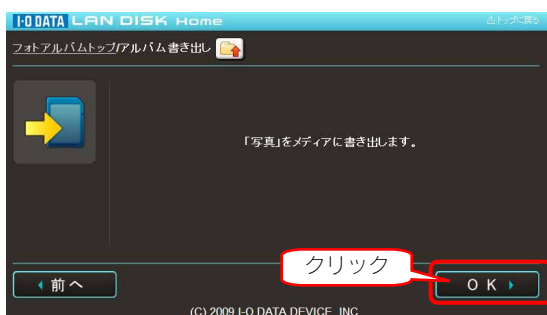 I-O DATA LAN DISK Home
凸トップに戻る
フォトアルバムトップ/アルバム書き出し
「写真」をメディアに書き出します。
クリック
前へ
OK
(C) 2009 I-O DATA DEVICE, INC